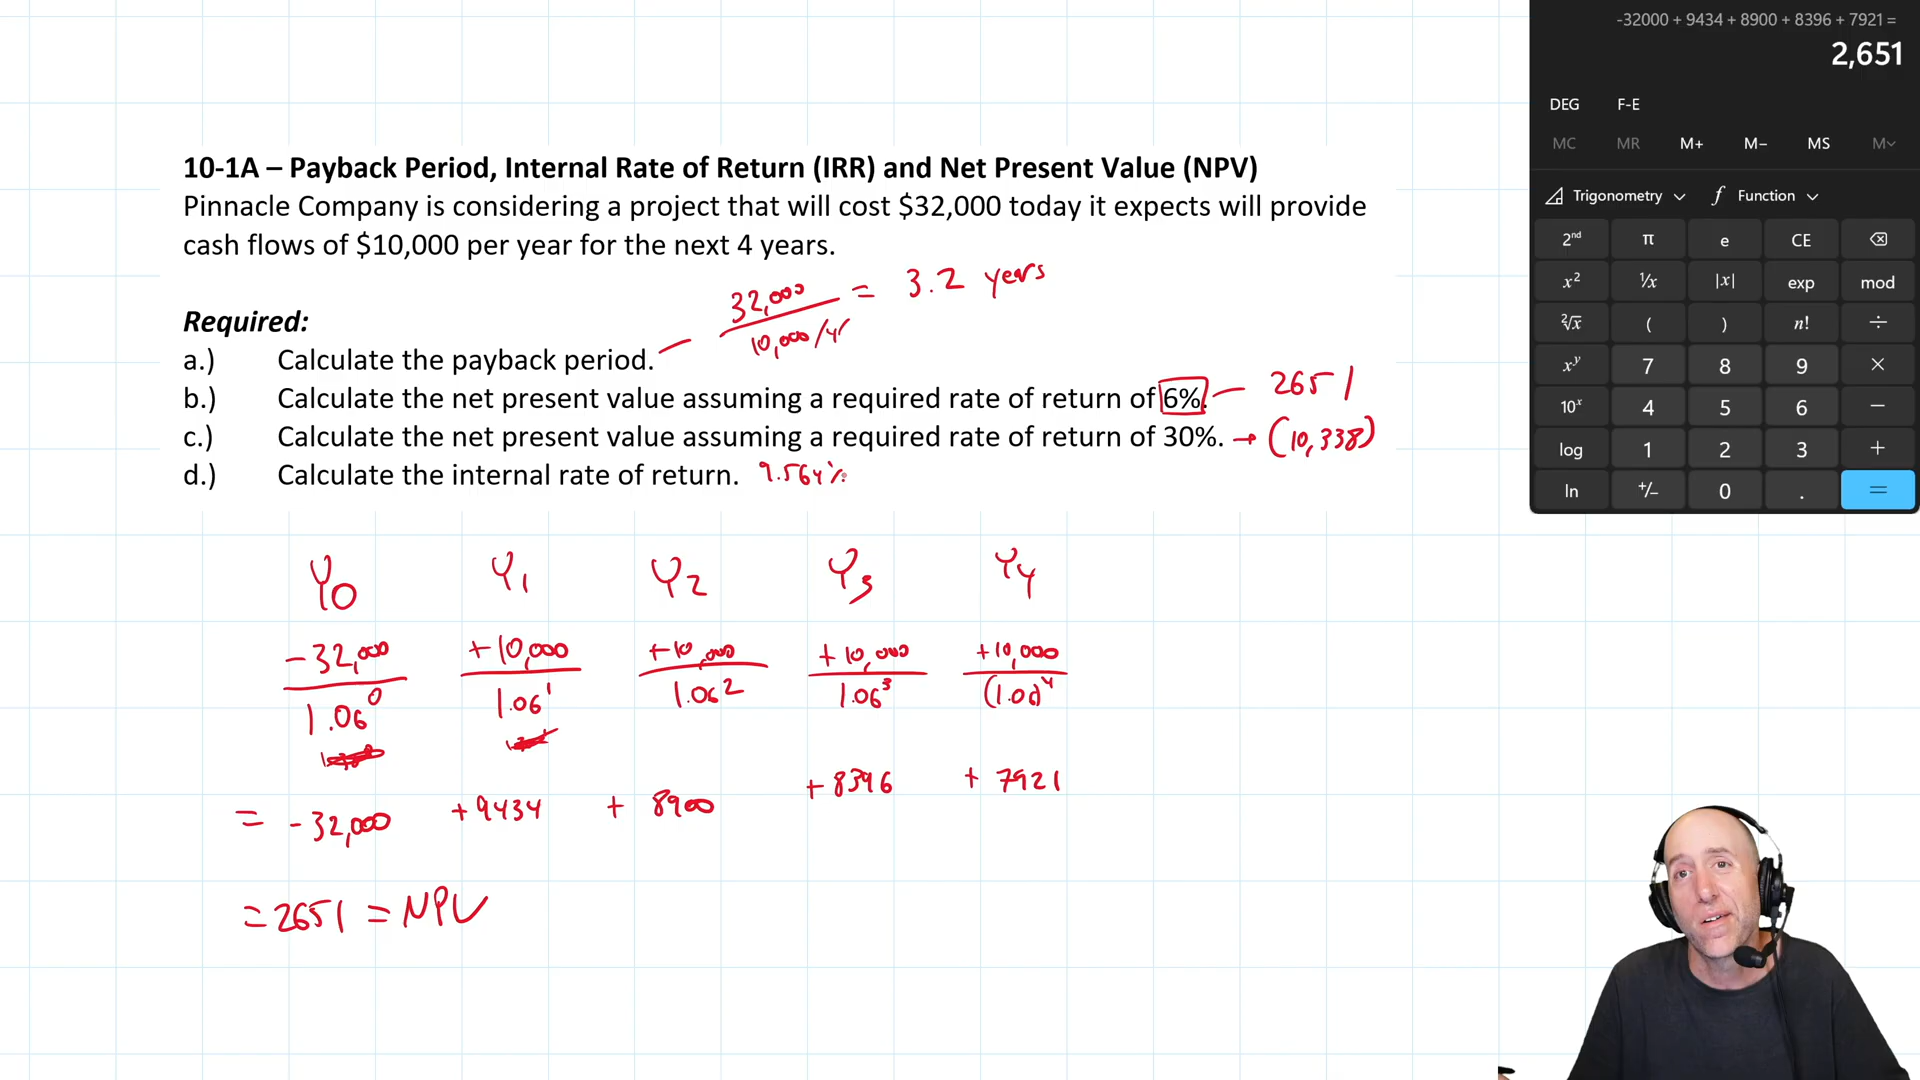 10-1A – Payback Period, Internal Rate of Return (IRR) and Net Present Value (NPV)
Pinnacle Company is considering a project that will cost $32,000 today it expects will provide
cash flows of $10,000 per year for the next 4 years.
32,000 / 10,000/yr = 3.2 years
Required:
a.) Calculate the payback period.
b.) Calculate the net present value assuming a required rate of return of 6%. – 2651
c.) Calculate the net present value assuming a required rate of return of 30%. → (10,338)
d.) Calculate the internal rate of return. 9.564%
Y0 Y1 Y2 Y3 Y4
-32,000 +10,000 +10,000 +10,000 +10,000
1.06^0 1.06^1 1.06^2 1.06^3 (1.06)^4
= -32,000 +9434 + 8900 +8396 + 7921
= 2651 = NPV
-32000 + 9434 + 8900 + 8396 + 7921 =
2,651
DEG F-E
MC MR M+ M− MS M˅
Trigonometry f Function
2nd π e CE
x² ¹/x |x| exp mod
²√x ( ) n! ÷
xʸ 7 8 9 ×
10ˣ 4 5 6 −
log 1 2 3 +
ln +/− 0 . =